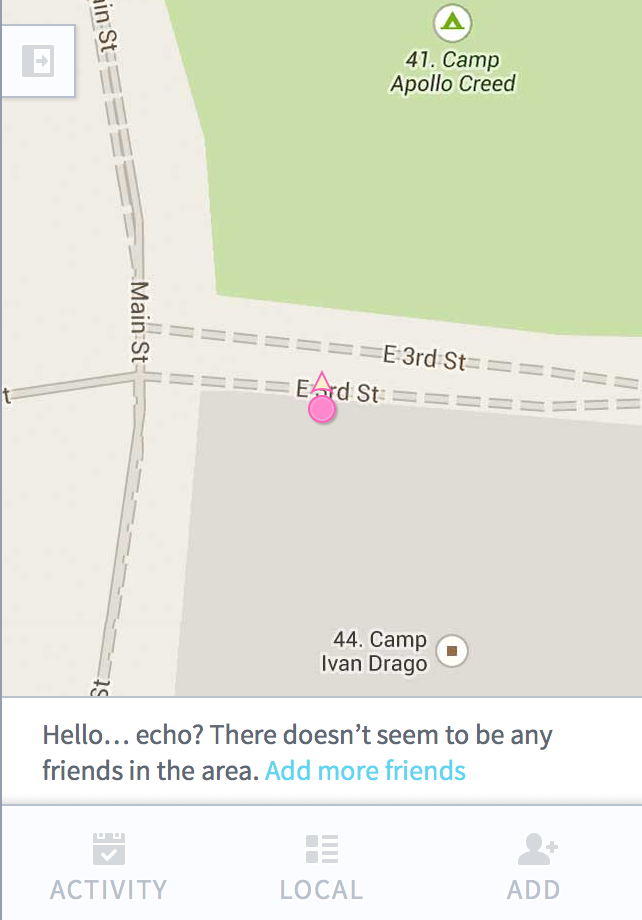 ain St
41. Camp
Apollo Creed
Main St
E 3rd St
E 3rd St
t
44. Camp
Ivan Drago
St
Hello... echo? There doesn’t seem to be any
friends in the area. Add more friends
ACTIVITY
LOCAL
ADD